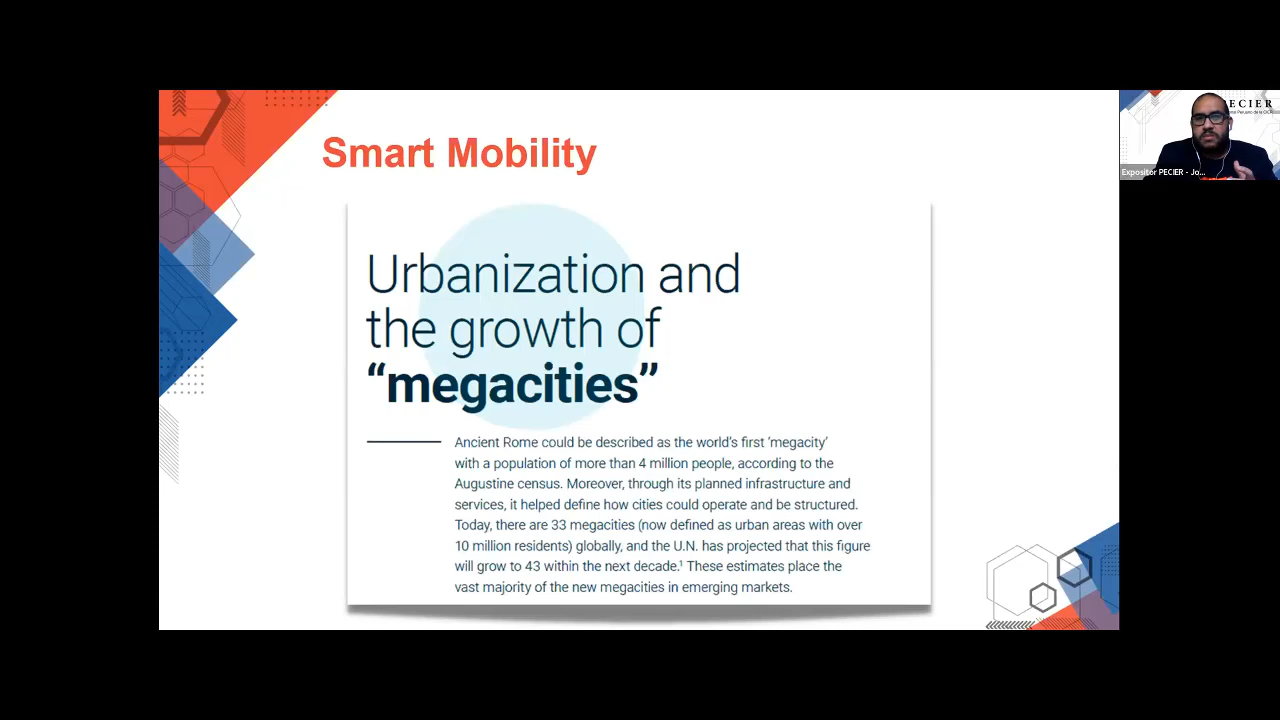 Smart Mobility
Urbanization and
the growth of
“megacities”
Ancient Rome could be described as the world's first ‘megacity’
with a population of more than 4 million people, according to the
Augustine census. Moreover, through its planned infrastructure and
services, it helped define how cities could operate and be structured.
Today, there are 33 megacities (now defined as urban areas with over
10 million residents) globally, and the U.N. has projected that this figure
will grow to 43 within the next decade.¹ These estimates place the
vast majority of the new megacities in emerging markets.
ECIER
Expositor PECIER - Jo...